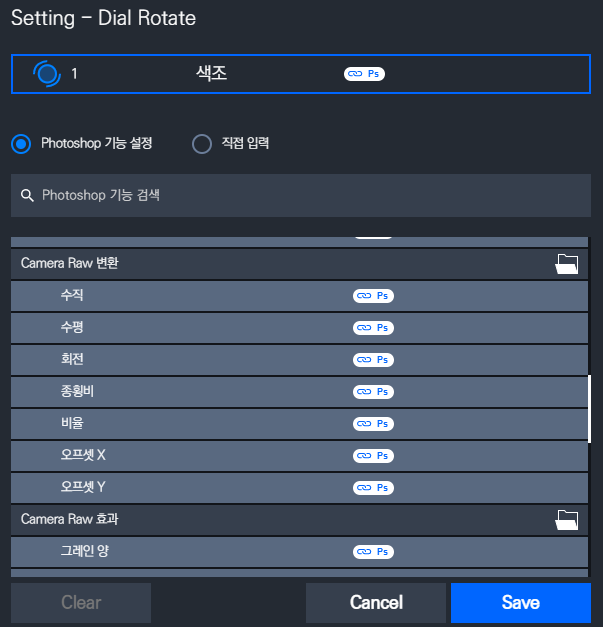 Setting - Dial Rotate
1 색조 Ps
Photoshop 기능 설정 직접 입력
Photoshop 기능 검색
Camera Raw 변환
수직 Ps
수평 Ps
회전 Ps
종횡비 Ps
비율 Ps
오프셋 X Ps
오프셋 Y Ps
Camera Raw 효과
그레인 양 Ps
Clear Cancel Save